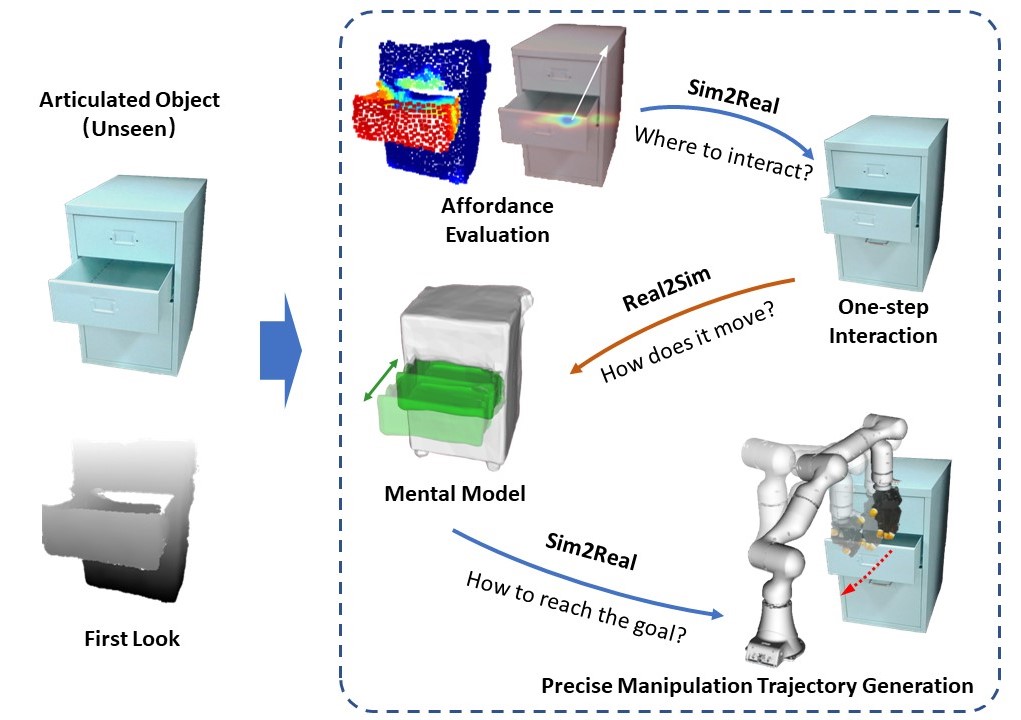 Articulated Object
(Unseen)
First Look
Affordance
Evaluation
Sim2Real
Where to interact?
One-step
Interaction
Real2Sim
How does it move?
Mental Model
Sim2Real
How to reach the goal?
Precise Manipulation Trajectory Generation